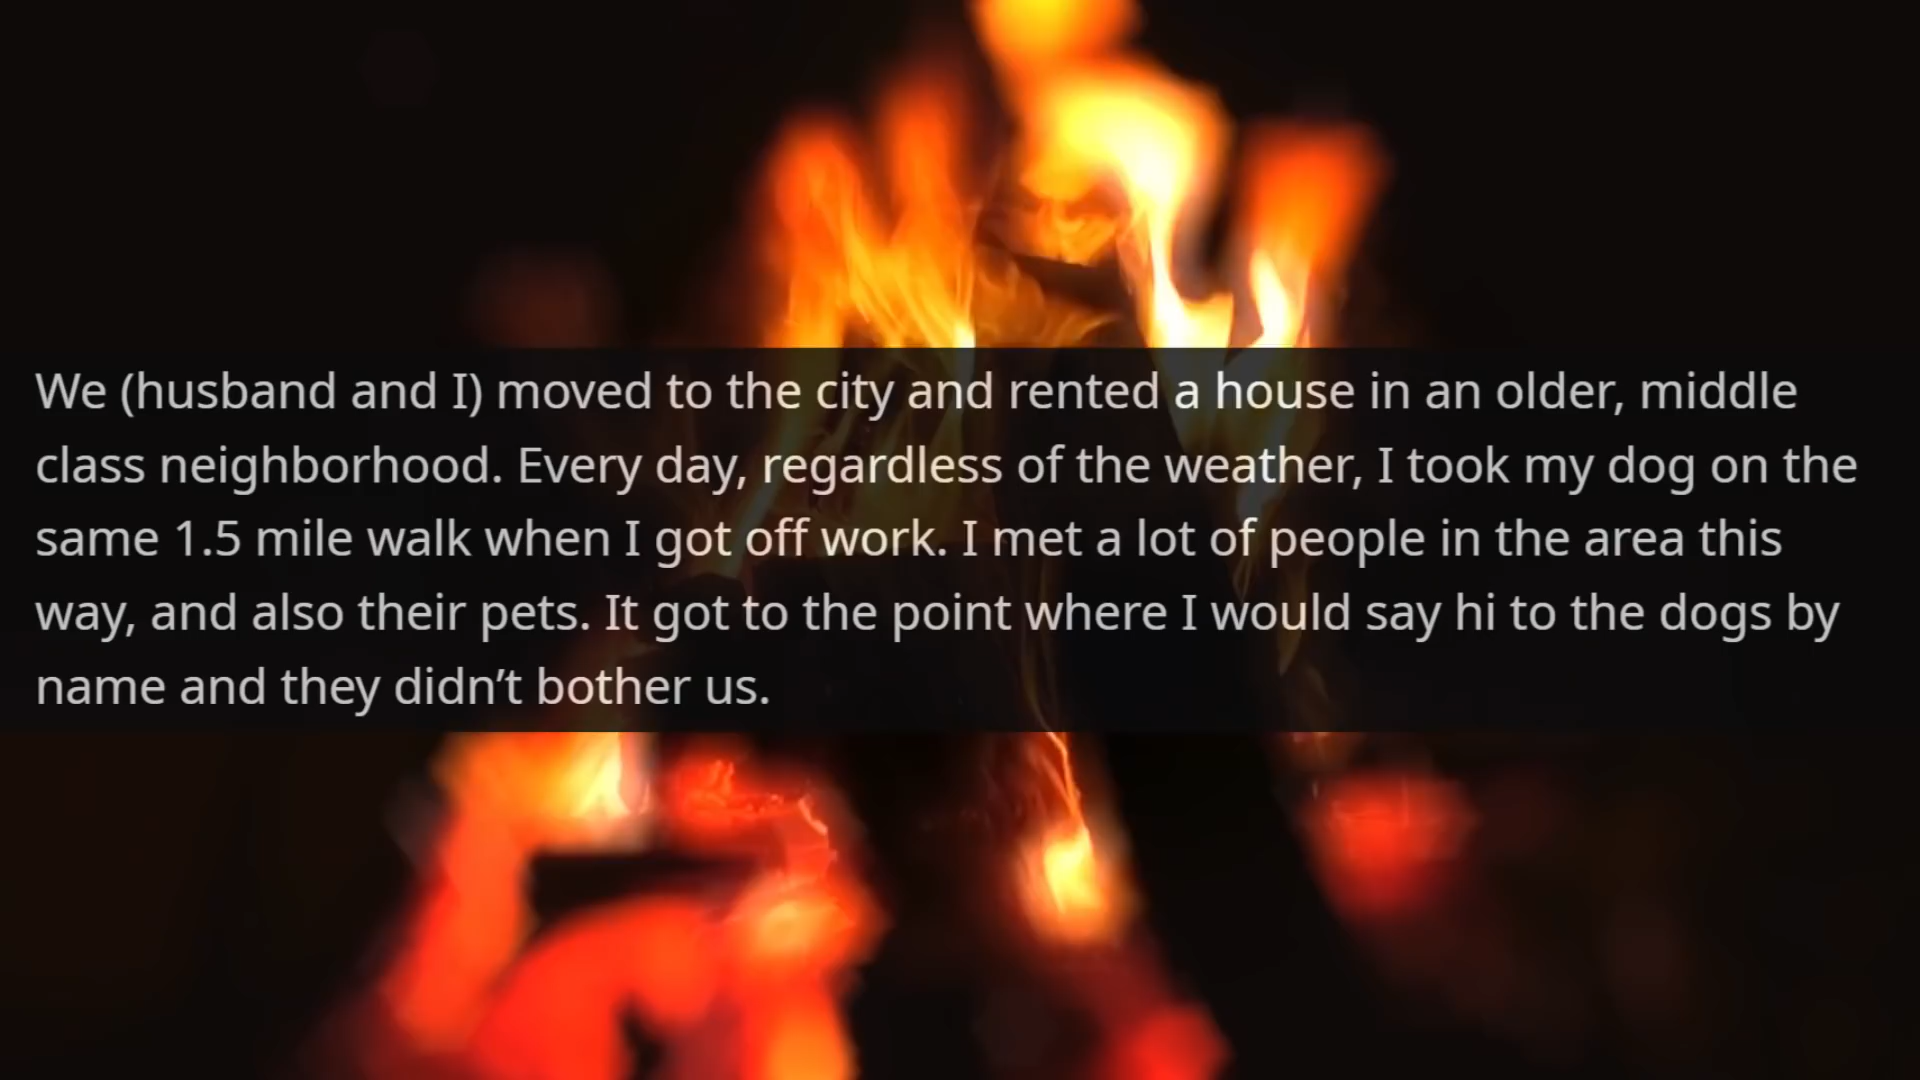 We (husband and I) moved to the city and rented a house in an older, middle
class neighborhood. Every day, regardless of the weather, I took my dog on the
same 1.5 mile walk when I got off work. I met a lot of people in the area this
way, and also their pets. It got to the point where I would say hi to the dogs by
name and they didn’t bother us.